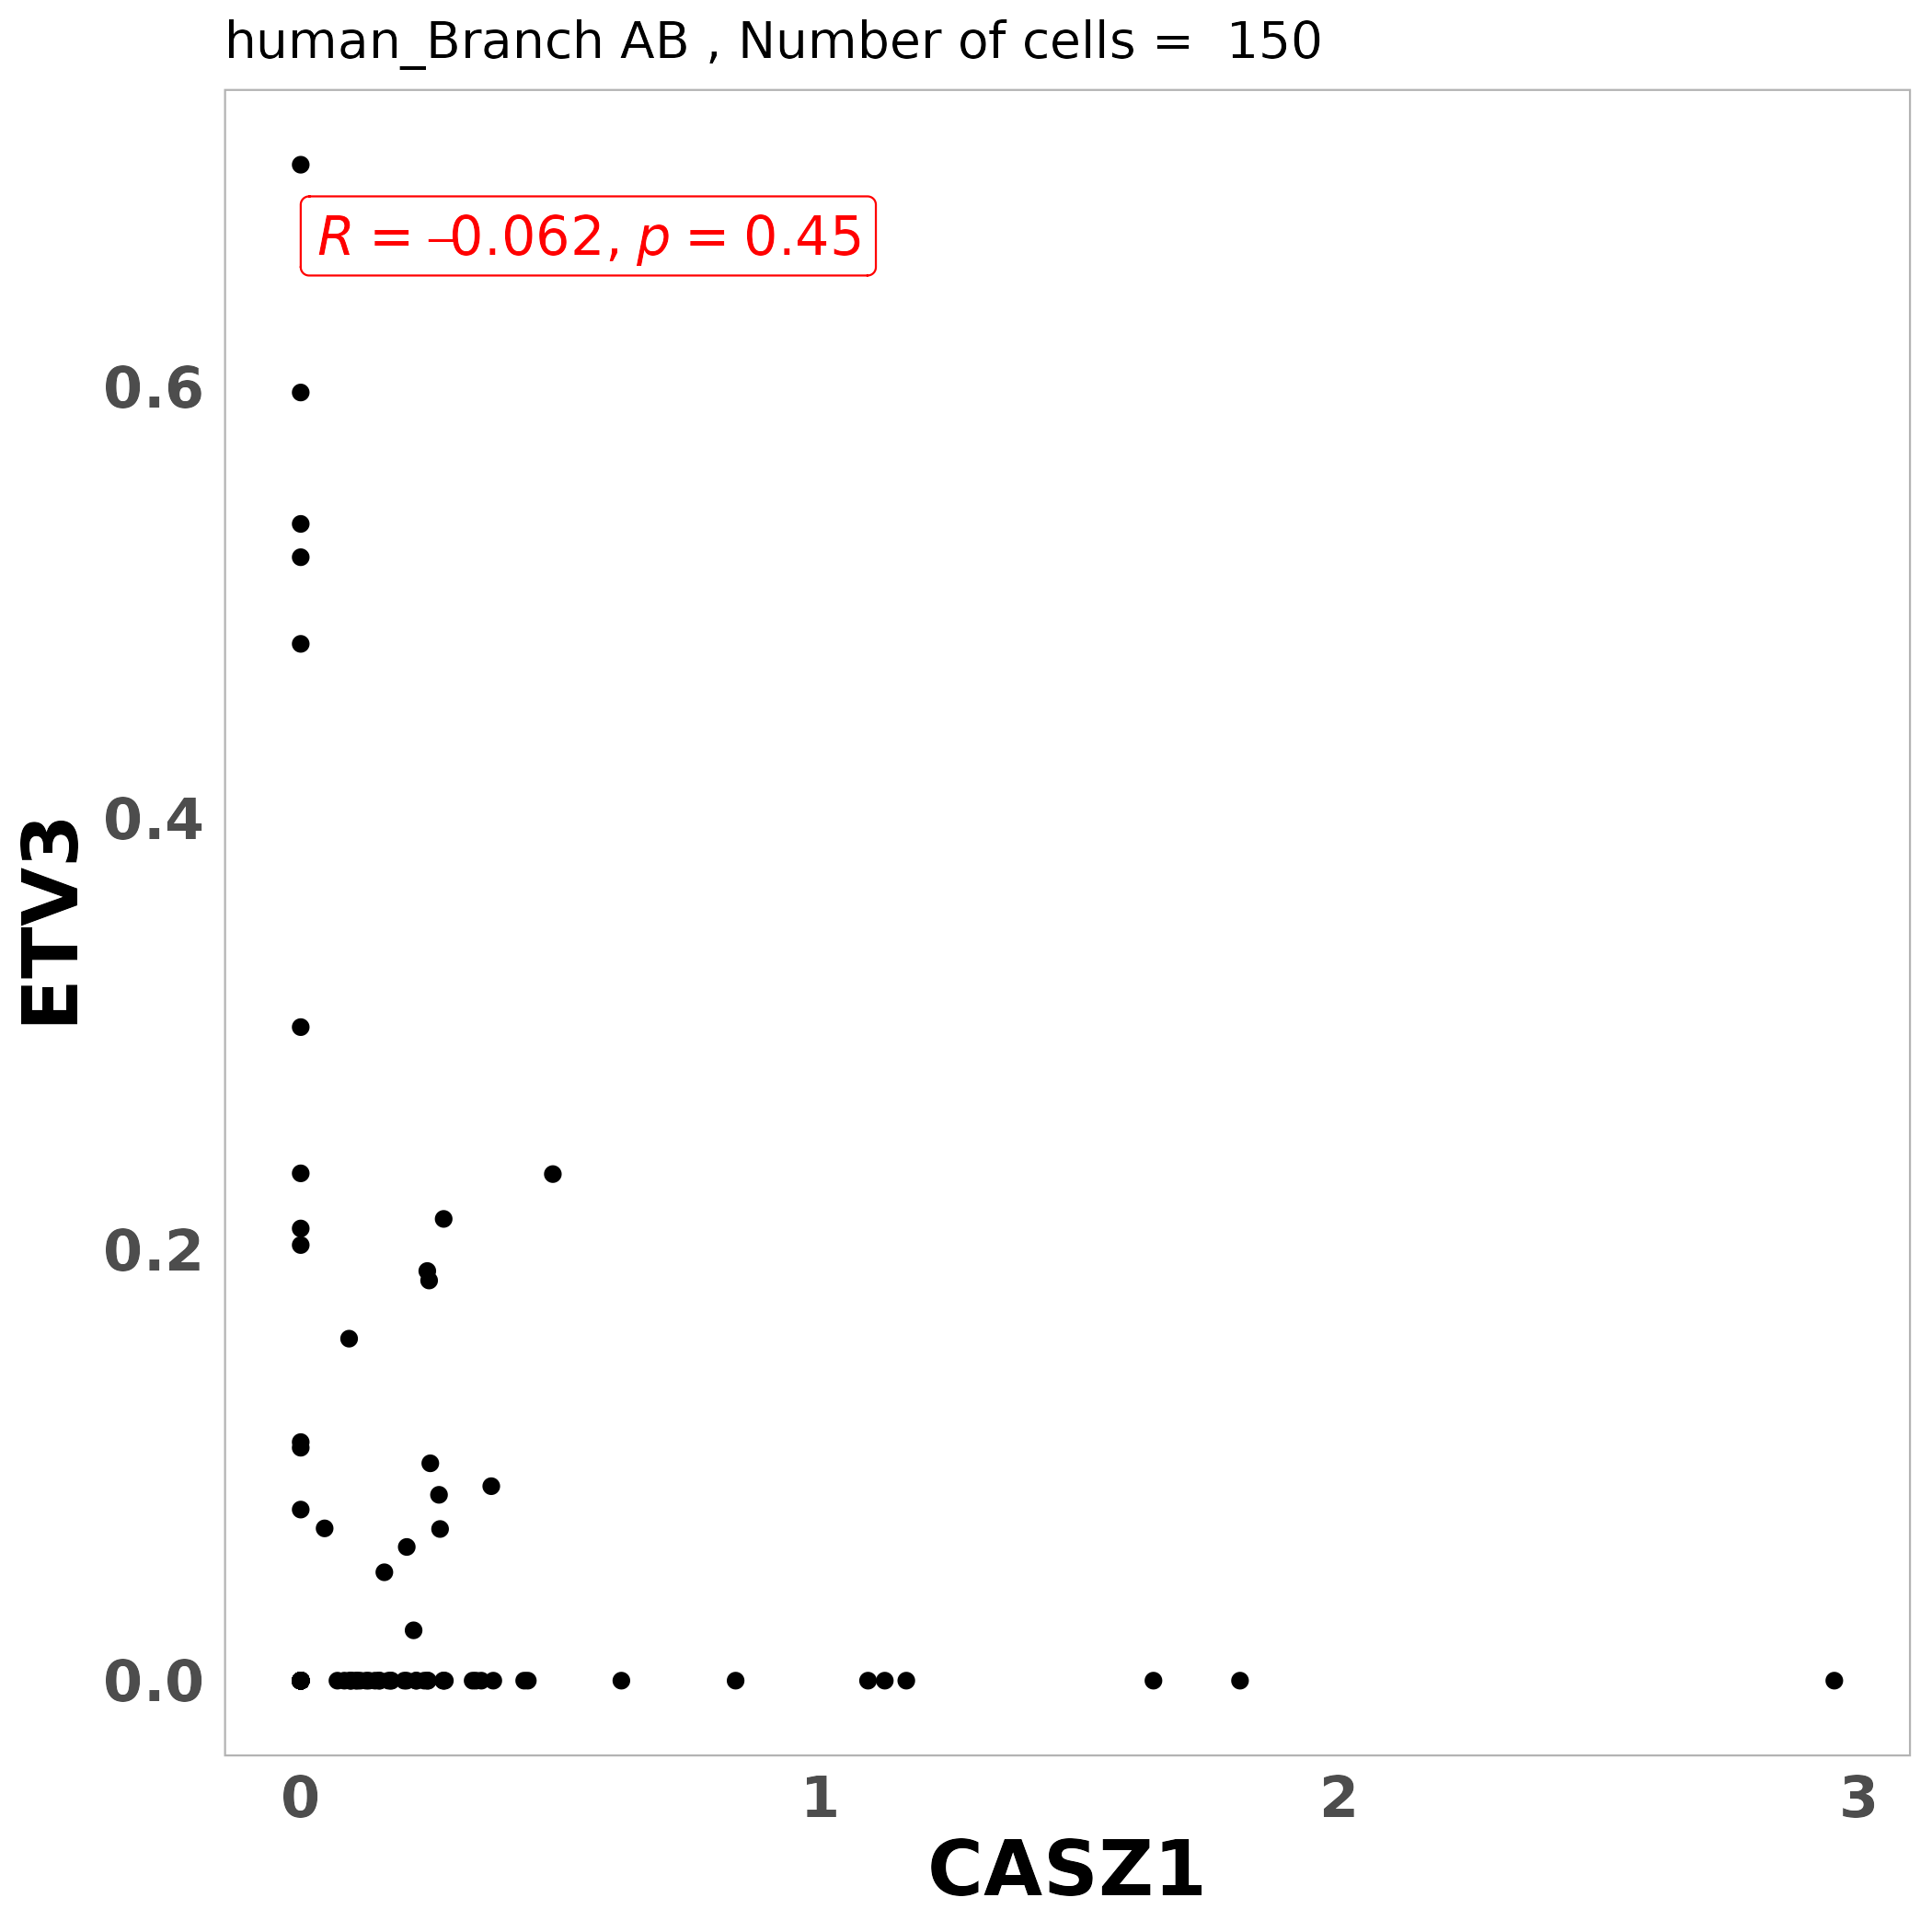 human_Branch AB , Number of cells =  150
R = –0.062, p = 0.45
0.6
0.4
0.2
0.0
ETV3
0 1 2 3
CASZ1